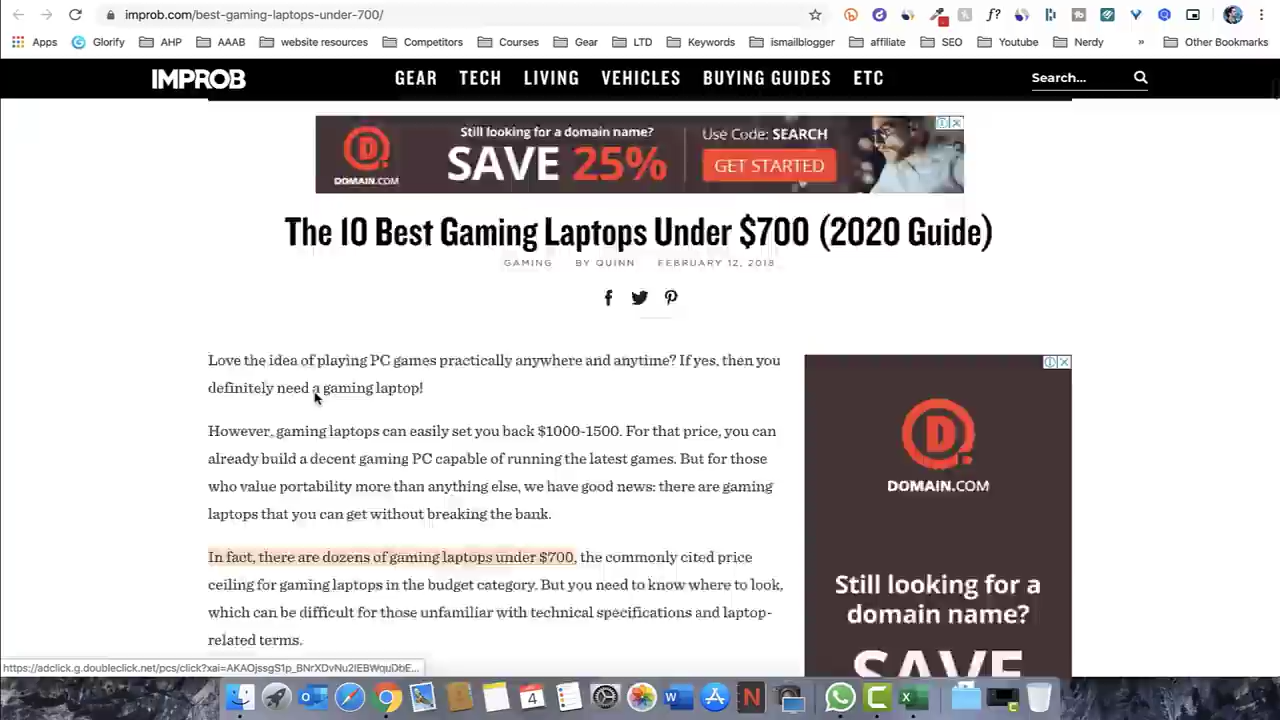 improb.com/best-gaming-laptops-under-700/
Apps Glorify AHP AAAB website resources Competitors Courses Gear LTD Keywords ismailblogger affiliate SEO Youtube Nerdy » Other Bookmarks
IMPROB GEAR TECH LIVING VEHICLES BUYING GUIDES ETC Search...
Still looking for a domain name?
SAVE 25%
Use Code: SEARCH
GET STARTED
DOMAIN.COM
The 10 Best Gaming Laptops Under $700 (2020 Guide)
GAMING BY QUINN FEBRUARY 12, 2018
Love the idea of playing PC games practically anywhere and anytime? If yes, then you
definitely need a gaming laptop!
However, gaming laptops can easily set you back $1000-1500. For that price, you can
already build a decent gaming PC capable of running the latest games. But for those
who value portability more than anything else, we have good news: there are gaming
laptops that you can get without breaking the bank.
In fact, there are dozens of gaming laptops under $700, the commonly cited price
ceiling for gaming laptops in the budget category. But you need to know where to look,
which can be difficult for those unfamiliar with technical specifications and laptop-
related terms.
DOMAIN.COM
Still looking for a
domain name?
SAVE
https://adclick.g.doubleclick.net/pcs/click?xai=AKAOjssgS1p_BNrXDvNu2IEBWquDbE...